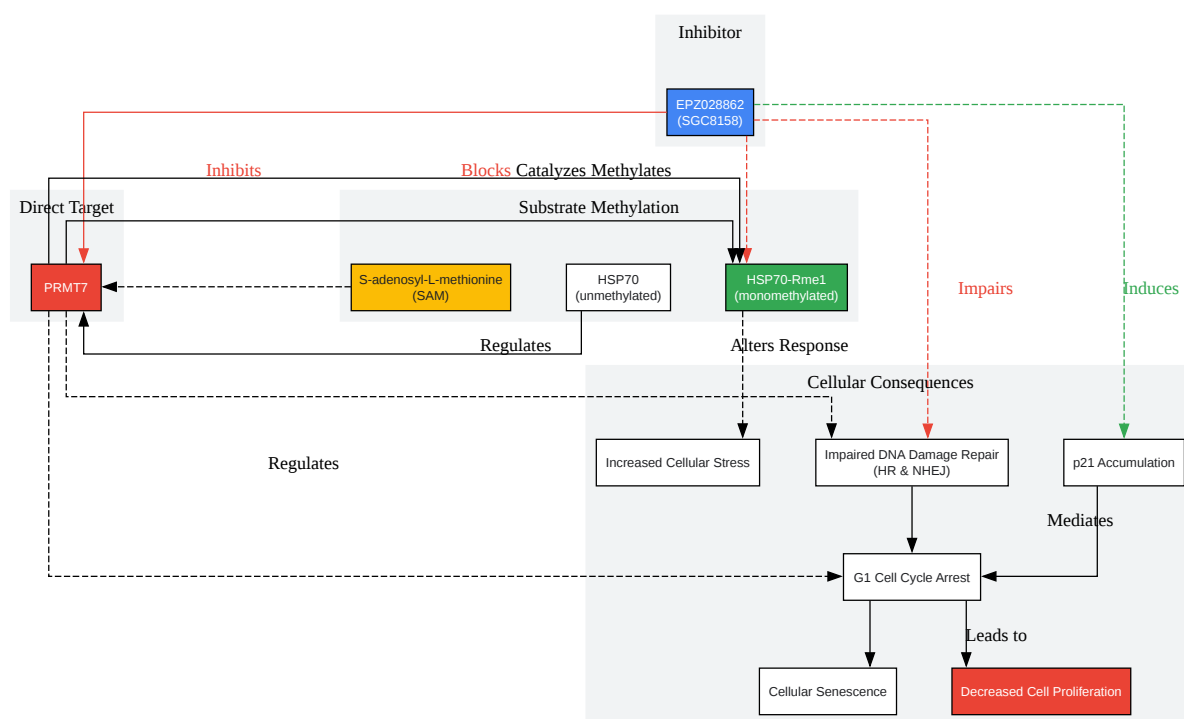 Inhibitor
EPZ028862
(SGC8158)
Inhibits
Blocks Catalyzes Methylates
Direct Target
Substrate Methylation
PRMT7
S-adenosyl-L-methionine
(SAM)
HSP70
(unmethylated)
HSP70-Rme1
(monomethylated)
Impairs
Induces
Regulates
Alters Response
Cellular Consequences
Regulates
Increased Cellular Stress
Impaired DNA Damage Repair
(HR & NHEJ)
p21 Accumulation
Mediates
G1 Cell Cycle Arrest
Leads to
Cellular Senescence
Decreased Cell Proliferation